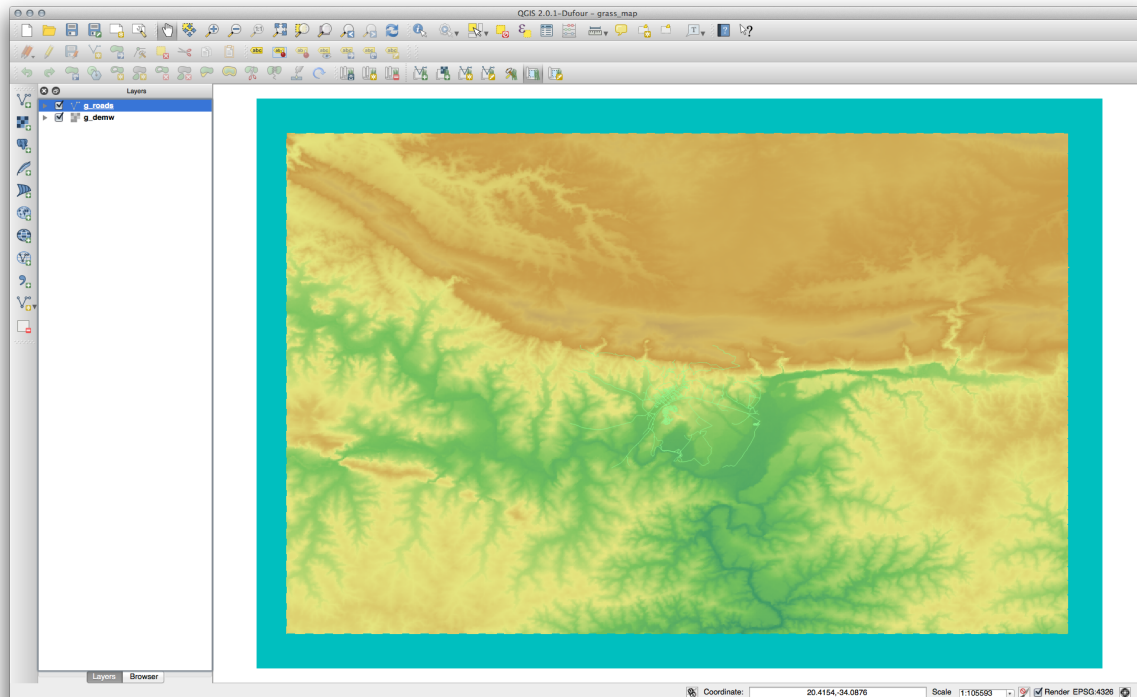 QGIS 2.0.1-Dufour – grass_map
abc
Layers
g_roads
g_demw
Layers
Browser
Coordinate:
20.4154,-34.0876
Scale
1:105593
Render
EPSG:4326